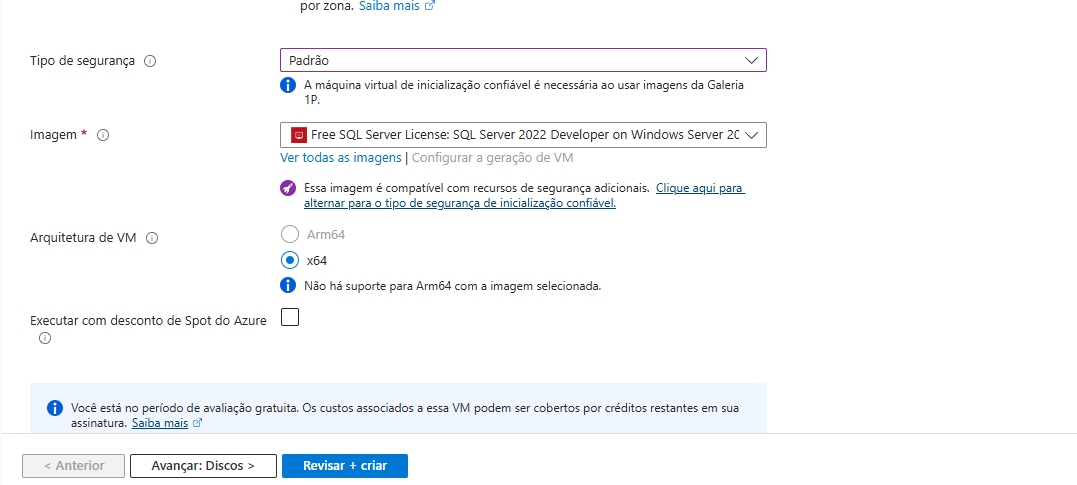 por zona. Saiba mais
Tipo de segurança
Padrão
A máquina virtual de inicialização confiável é necessária ao usar imagens da Galeria
1P.
Imagem *
Free SQL Server License: SQL Server 2022 Developer on Windows Server 20
Ver todas as imagens | Configurar a geração de VM
Essa imagem é compatível com recursos de segurança adicionais. Clique aqui para
alternar para o tipo de segurança de inicialização confiável.
Arquitetura de VM
Arm64
x64
Não há suporte para Arm64 com a imagem selecionada.
Executar com desconto de Spot do Azure
Você está no período de avaliação gratuita. Os custos associados a essa VM podem ser cobertos por créditos restantes em sua
assinatura. Saiba mais
< Anterior
Avançar: Discos >
Revisar + criar